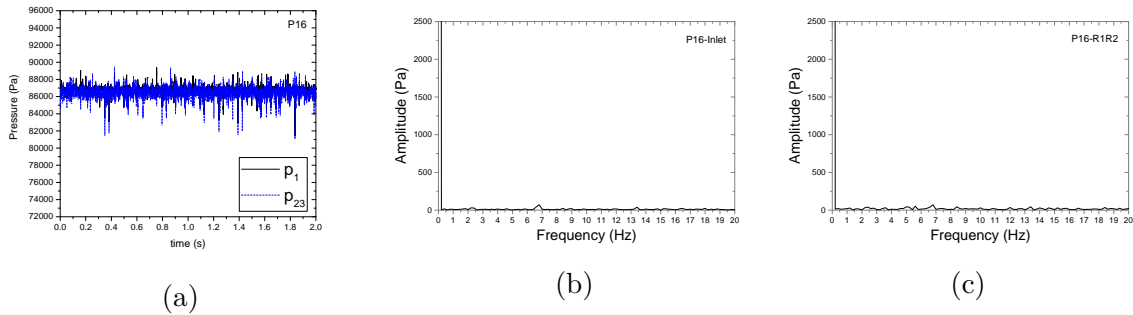 96000
94000
92000
90000
88000
86000
84000
82000
80000
78000
76000
74000
72000
Pressure (Pa)
P16
p1
p23
0.0 0.2 0.4 0.6 0.8 1.0 1.2 1.4 1.6 1.8 2.0
time (s)
(a)
2500
2000
1500
1000
500
0
Amplitude (Pa)
P16-Inlet
0 1 2 3 4 5 6 7 8 9 10 11 12 13 14 15 16 17 18 19 20
Frequency (Hz)
(b)
2500
2000
1500
1000
500
0
Amplitude (Pa)
P16-R1R2
0 1 2 3 4 5 6 7 8 9 10 11 12 13 14 15 16 17 18 19 20
Frequency (Hz)
(c)